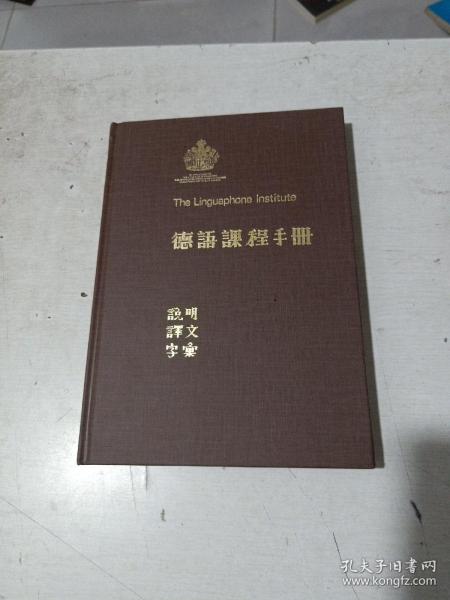 The Linguaphone Institute
德語課程手冊
說明
譯文
字彙
孔夫子旧书网
www.kongfz.com